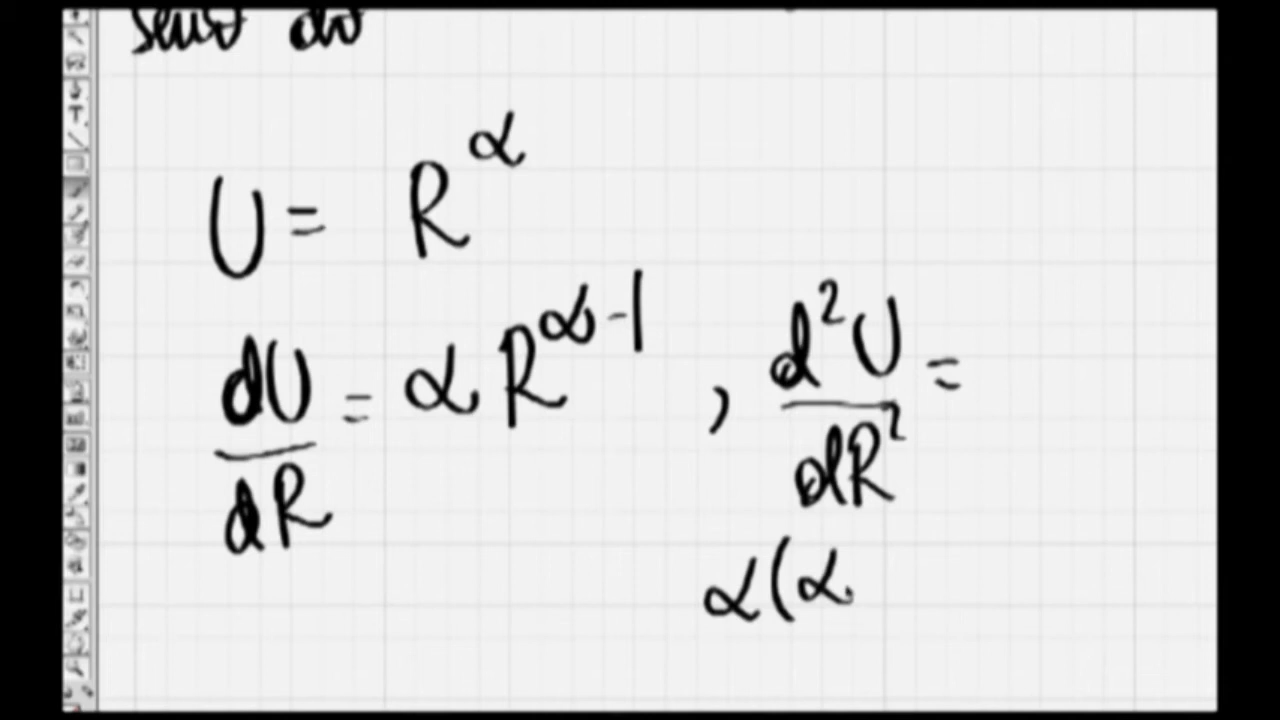 U = R^α
dU/dR = α R^(α-1) , d²U/dR² =
α(α